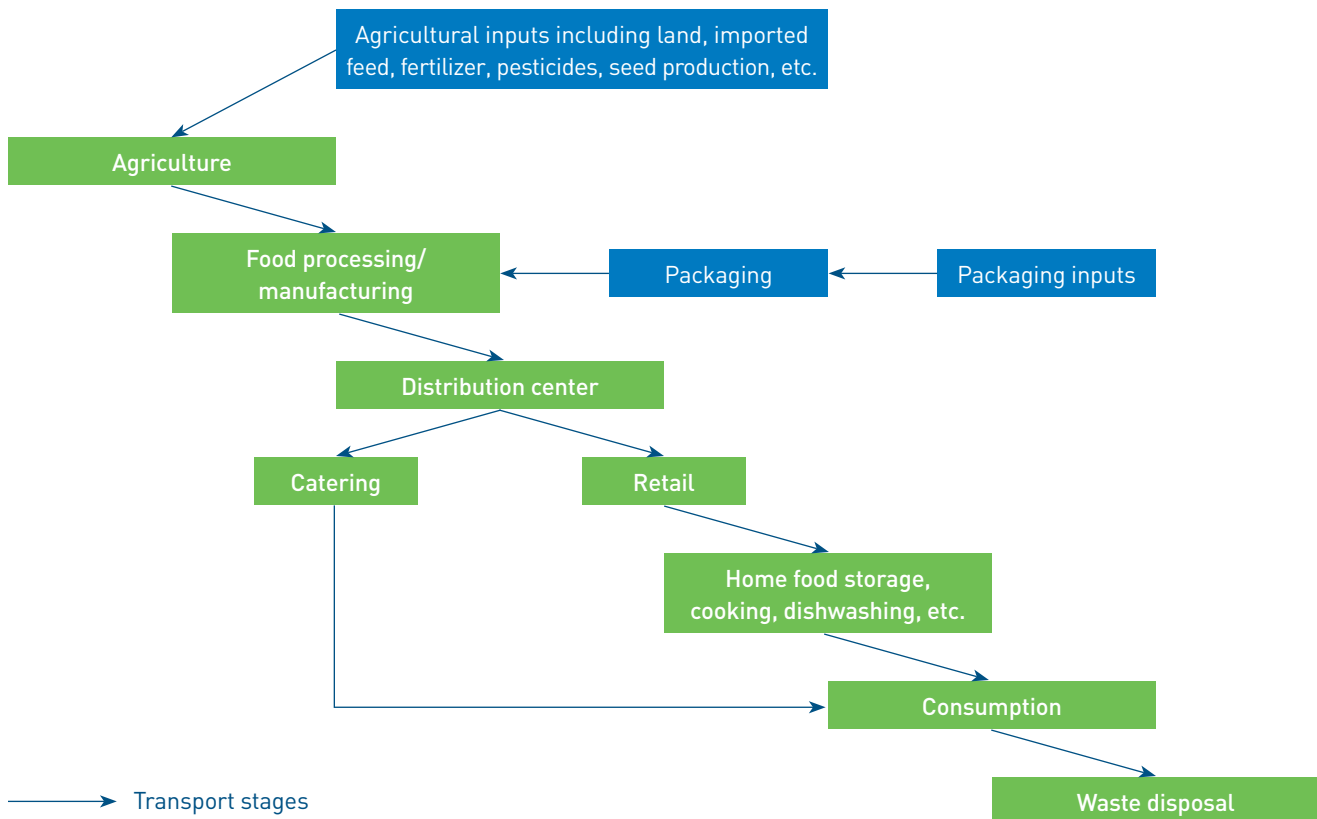 Agricultural inputs including land, imported
feed, fertilizer, pesticides, seed production, etc.
Agriculture
Food processing/
manufacturing
Packaging
Packaging inputs
Distribution center
Catering
Retail
Home food storage,
cooking, dishwashing, etc.
Consumption
Waste disposal
Transport stages